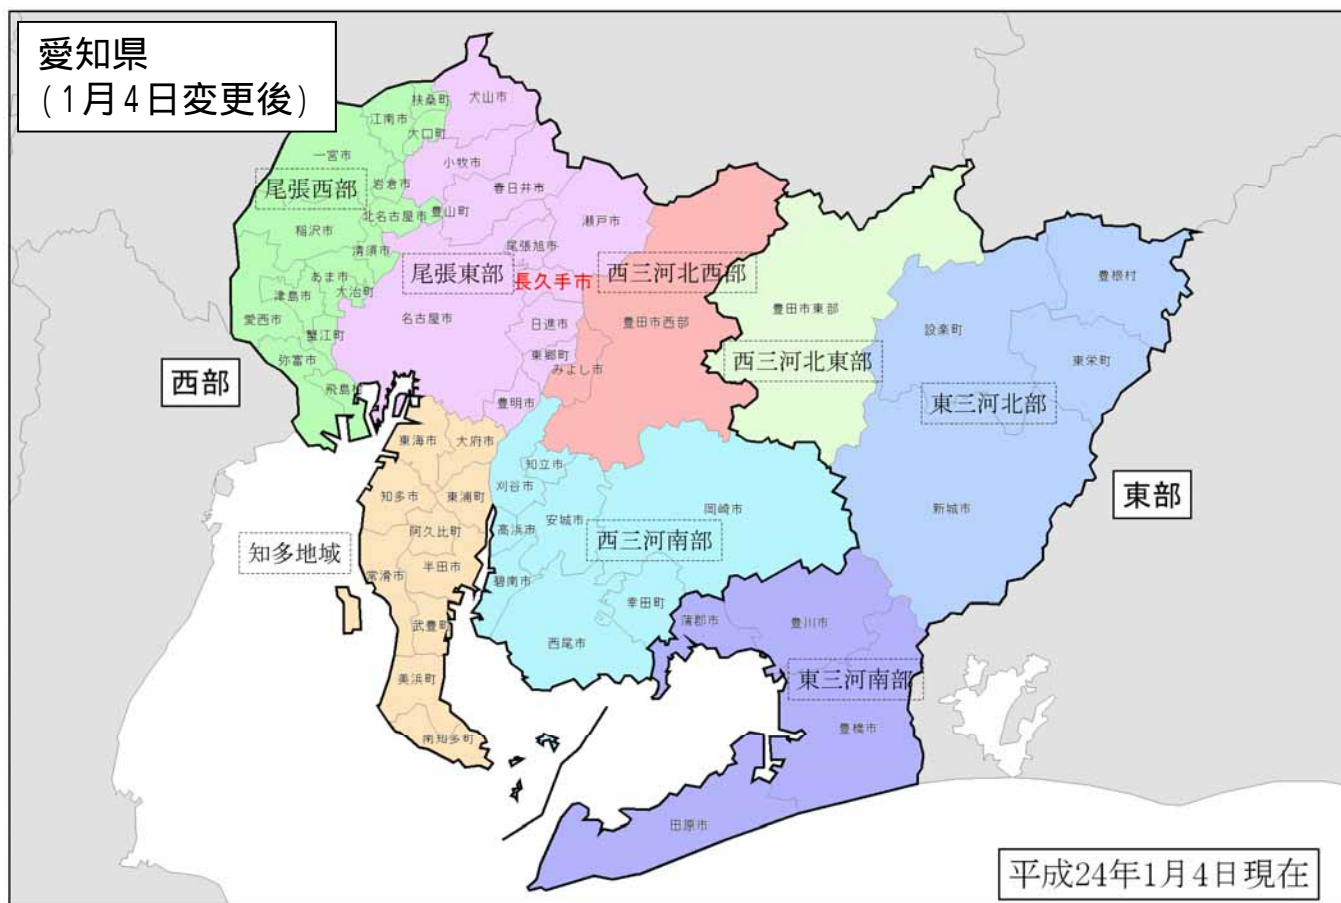 愛知県
(1月4日変更後)
扶桑町
犬山市
江南市
大口町
一宮市
小牧市
岩倉市
春日井市
尾張西部
北名古屋市
豊山町
瀬戸市
稲沢市
清須市
尾張旭市
あま市
尾張東部
長久手市
西三河北西部
津島市
大治町
豊根村
愛西市
名古屋市
日進市
豊田市西部
豊田市東部
設楽町
蟹江町
弥富市
東郷町
みよし市
西三河北東部
東栄町
西部
飛島村
豊明市
東三河北部
東海市
大府市
知立市
刈谷市
知多市
東浦町
東部
岡崎市
新城市
安城市
高浜市
阿久比町
西三河南部
知多地域
半田市
常滑市
碧南市
幸田町
武豊町
蒲郡市
豊川市
西尾市
美浜町
東三河南部
豊橋市
南知多町
田原市
平成24年1月4日現在